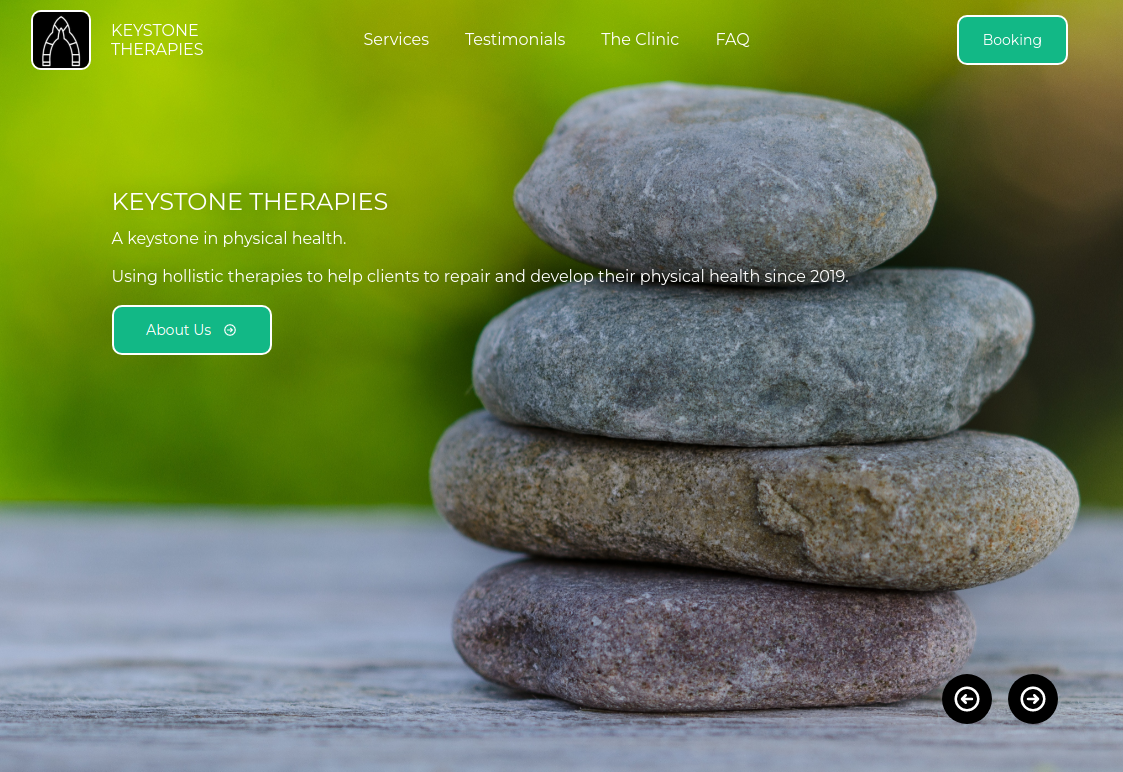 KEYSTONE
THERAPIES
Services Testimonials The Clinic FAQ
Booking
KEYSTONE THERAPIES
A keystone in physical health.
Using hollistic therapies to help clients to repair and develop their physical health since 2019.
About Us